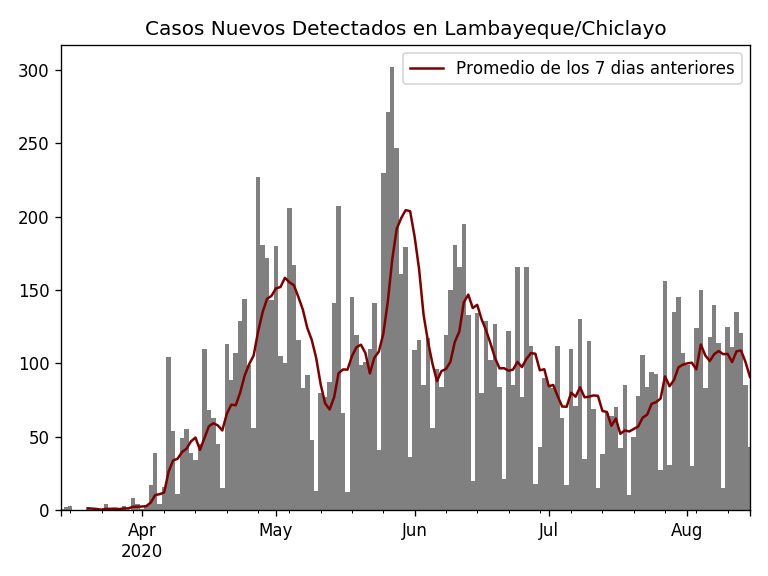 Casos Nuevos Detectados en Lambayeque/Chiclayo
Promedio de los 7 dias anteriores
300
250
200
150
100
50
0
Apr
2020
May
Jun
Jul
Aug